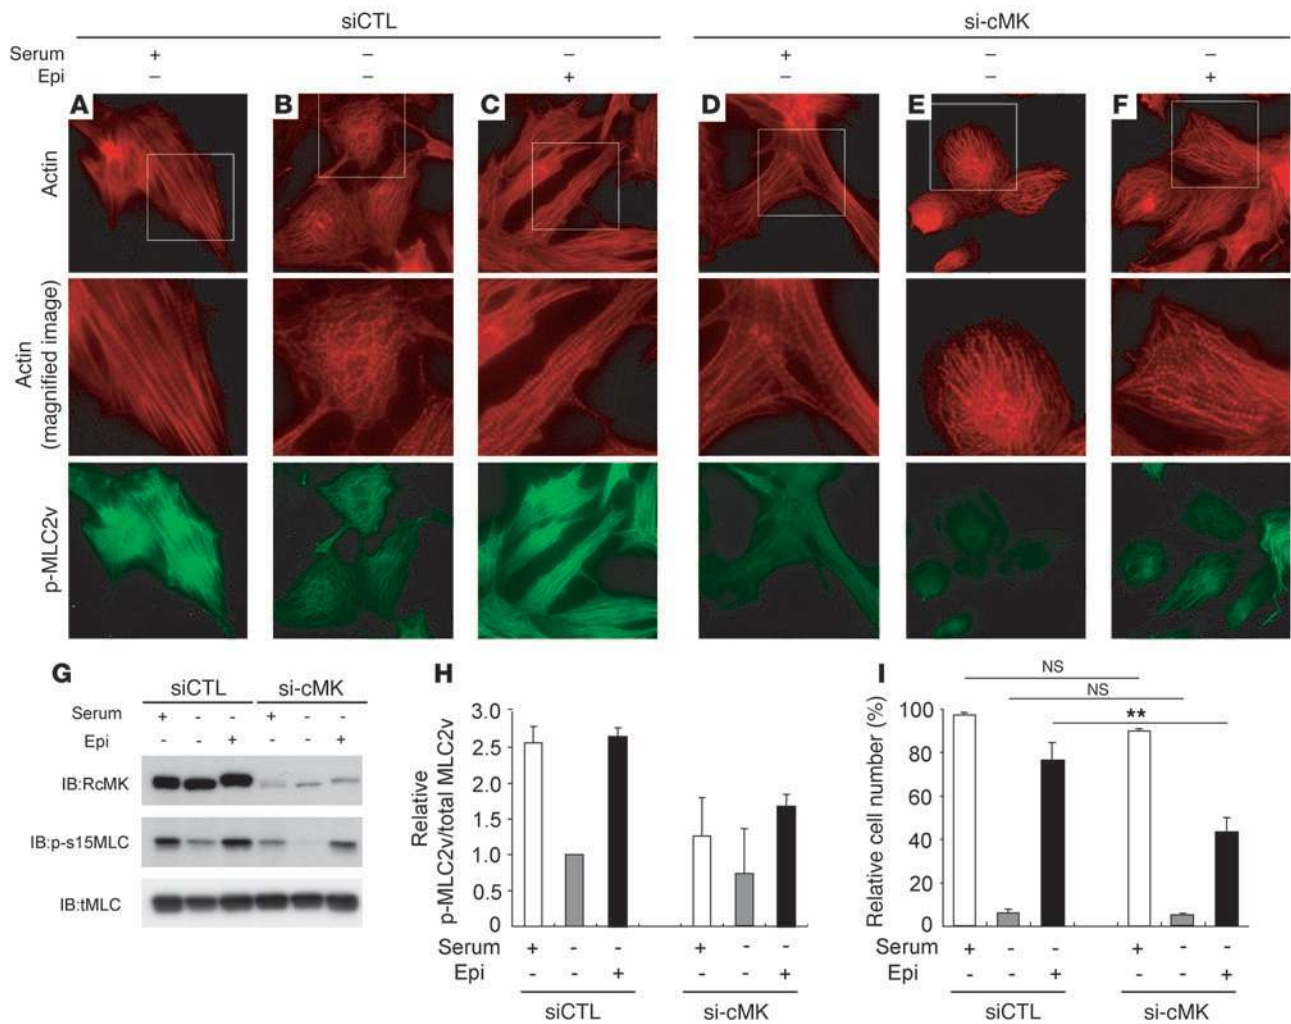 siCTL si-cMK
Serum + – – + – –
Epi – – + – – +
A B C D E F
Actin
Actin
(magnified image)
p-MLC2v
G
siCTL si-cMK
Serum + - - + - -
Epi - - + - - +
IB:RcMK
IB:p-s15MLC
IB:tMLC
H
Relative
p-MLC2v/total MLC2v
3.0
2.5
2.0
1.5
1.0
0.5
0
Serum + - - + - -
Epi - - + - - +
siCTL si-cMK
I
NS
NS
**
Relative cell number (%)
100
80
60
40
20
0
Serum + - - + - -
Epi - - + - - +
siCTL si-cMK